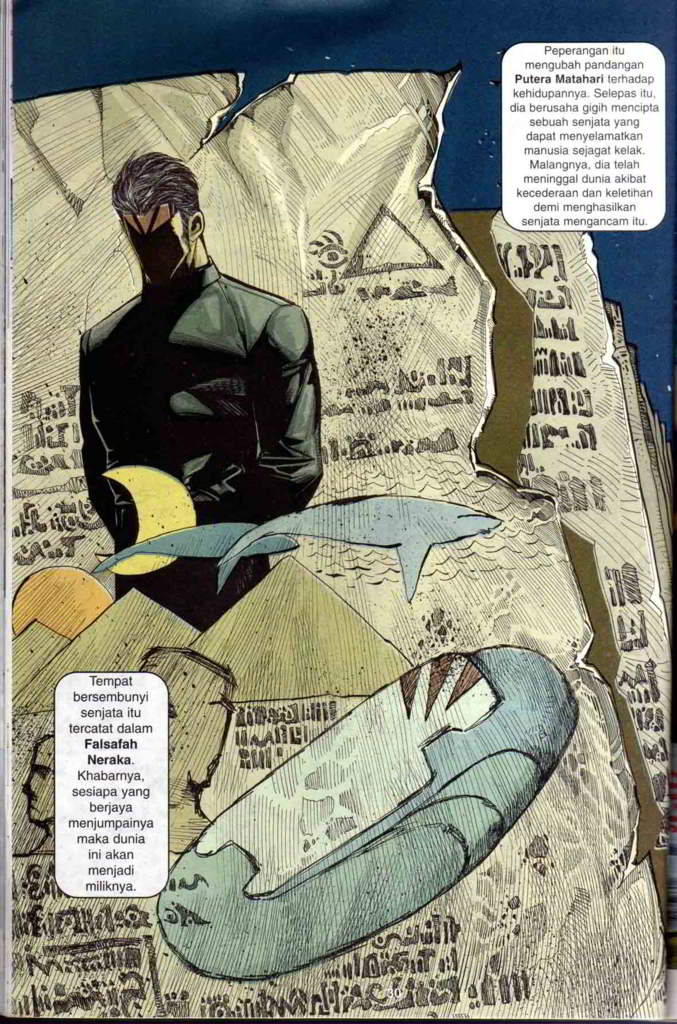 Peperangan itu
mengubah pandangan
Putera Matahari terhadap
kehidupannya. Selepas itu,
dia berusaha gigih mencipta
sebuah senjata yang
dapat menyelamatkan
manusia sejagat kelak.
Malangnya, dia telah
meninggal dunia akibat
kecederaan dan keletihan
demi menghasilkan
senjata mengancam itu.
Tempat
bersembunyi
senjata itu
tercatat dalam
Falsafah
Neraka.
Khabarnya,
sesiapa yang
berjaya
menjumpainya
maka dunia
ini akan
menjadi
miliknya.
30